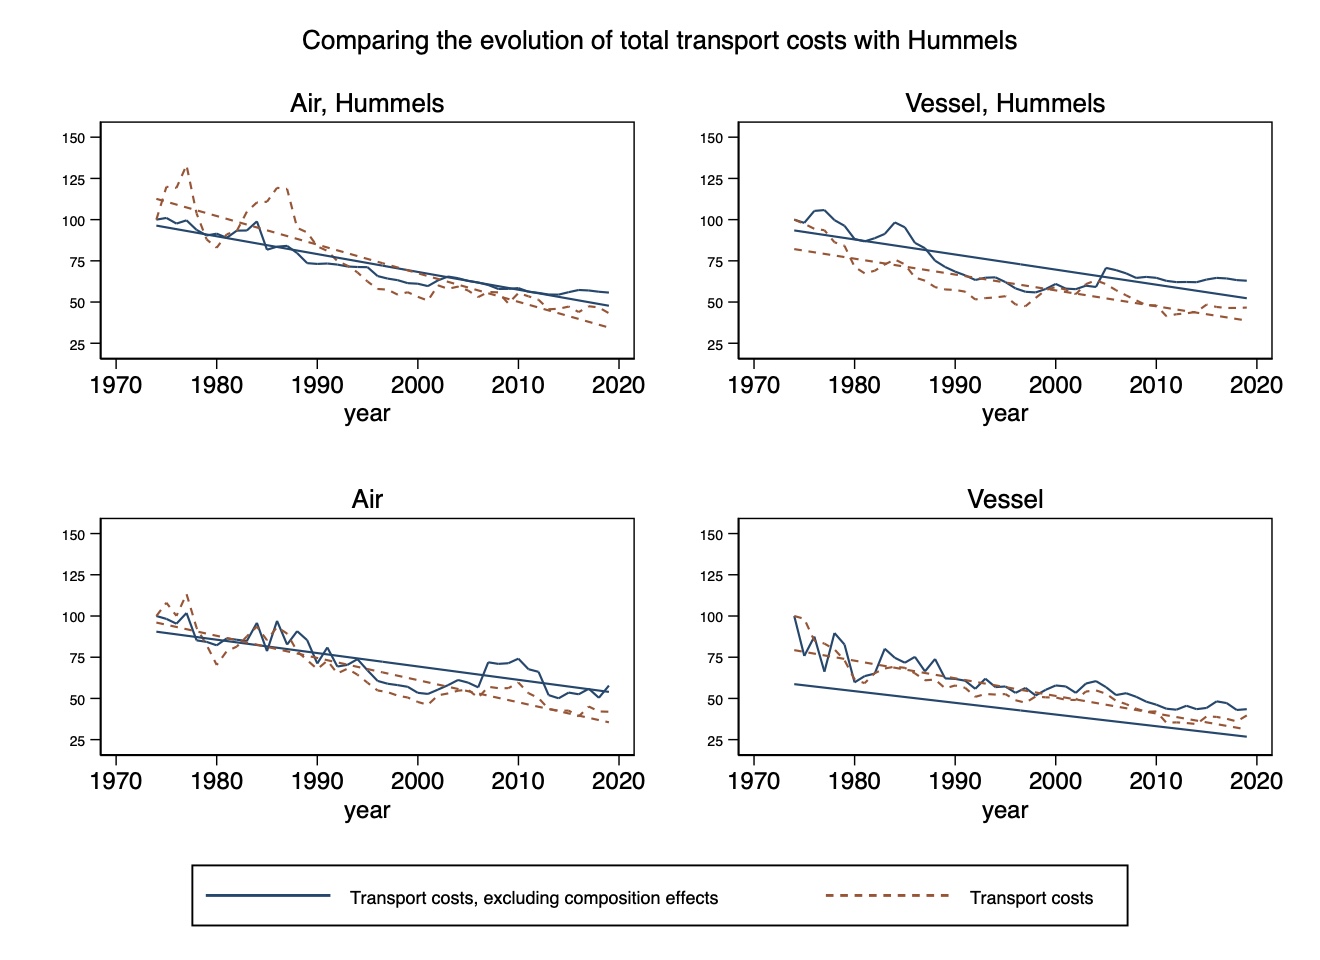 Comparing the evolution of total transport costs with Hummels
Air, Hummels
150
125
100
75
50
25
1970 1980 1990 2000 2010 2020
year
Vessel, Hummels
150
125
100
75
50
25
1970 1980 1990 2000 2010 2020
year
Air
150
125
100
75
50
25
1970 1980 1990 2000 2010 2020
year
Vessel
150
125
100
75
50
25
1970 1980 1990 2000 2010 2020
year
Transport costs, excluding composition effects Transport costs